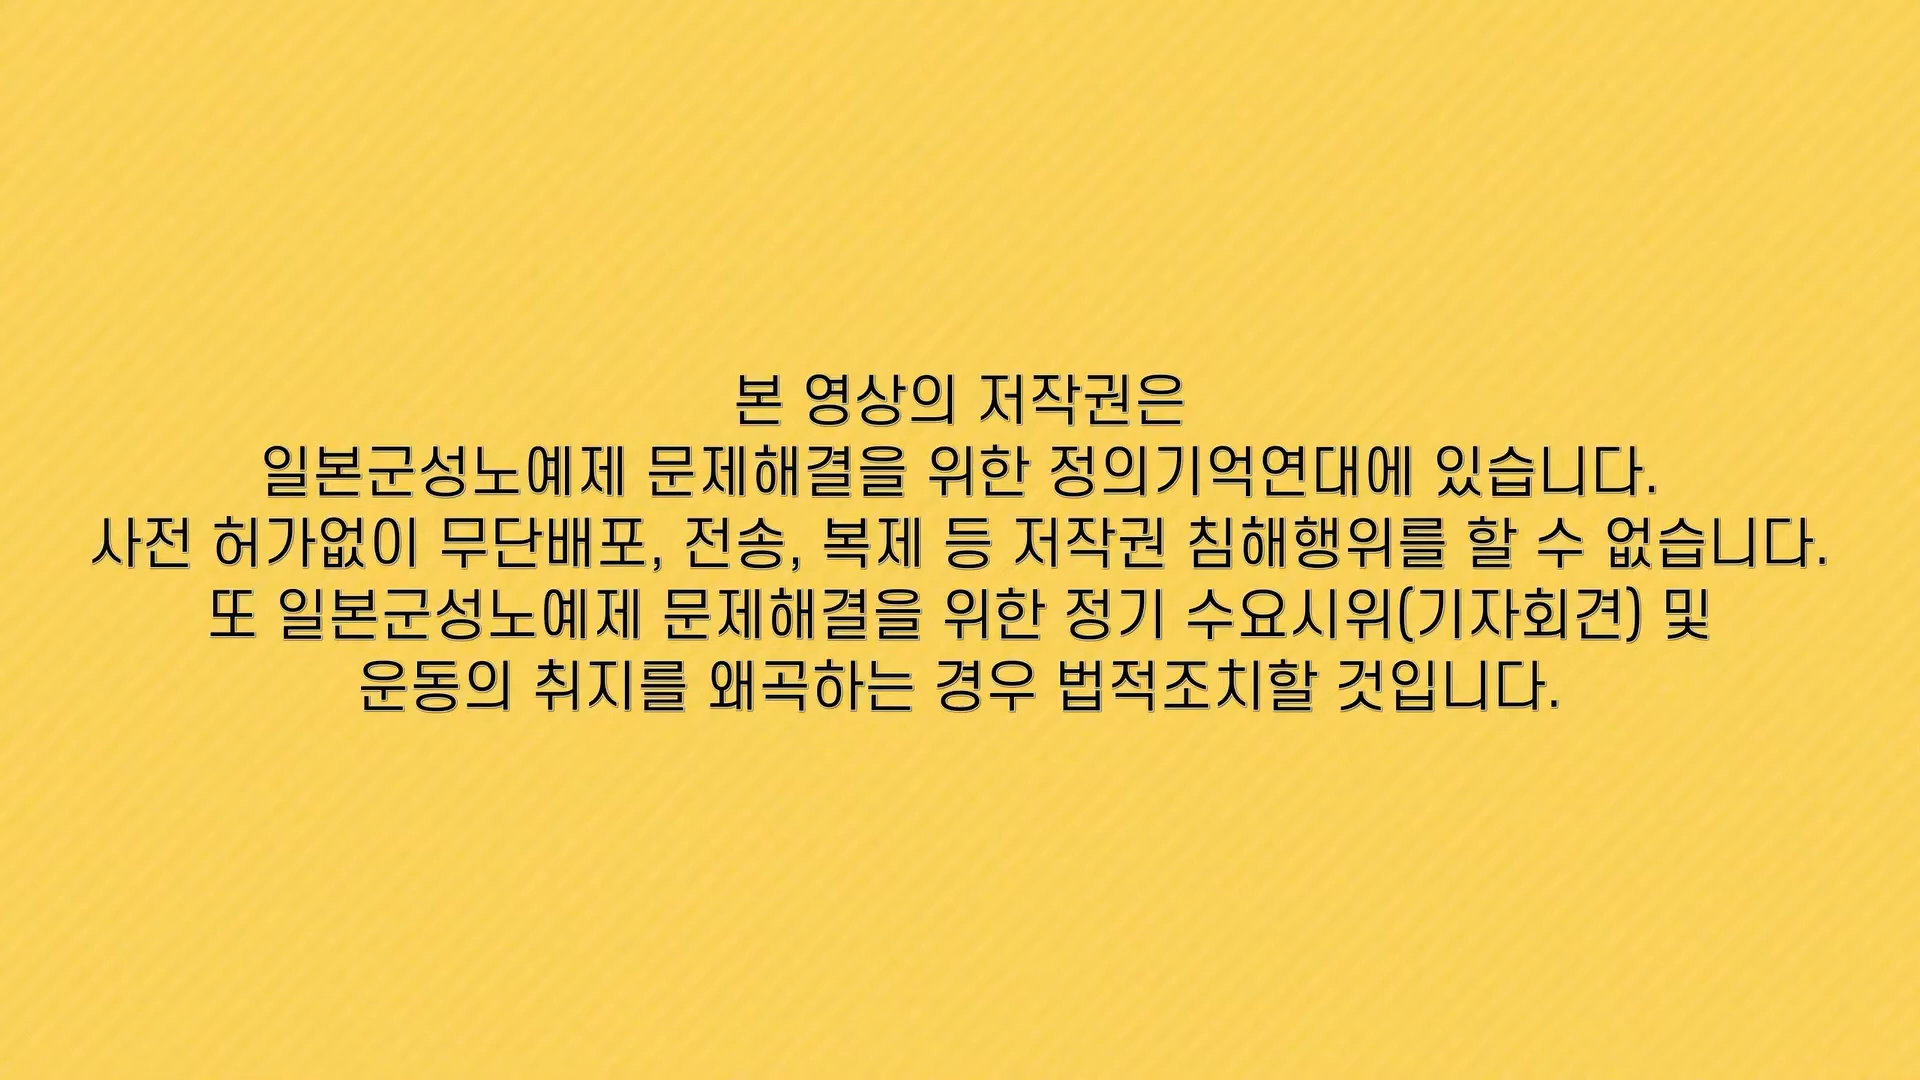 본 영상의 저작권은
일본군성노예제 문제해결을 위한 정의기억연대에 있습니다.
사전 허가없이 무단배포, 전송, 복제 등 저작권 침해행위를 할 수 없습니다.
또 일본군성노예제 문제해결을 위한 정기 수요시위(기자회견) 및
운동의 취지를 왜곡하는 경우 법적조치할 것입니다.